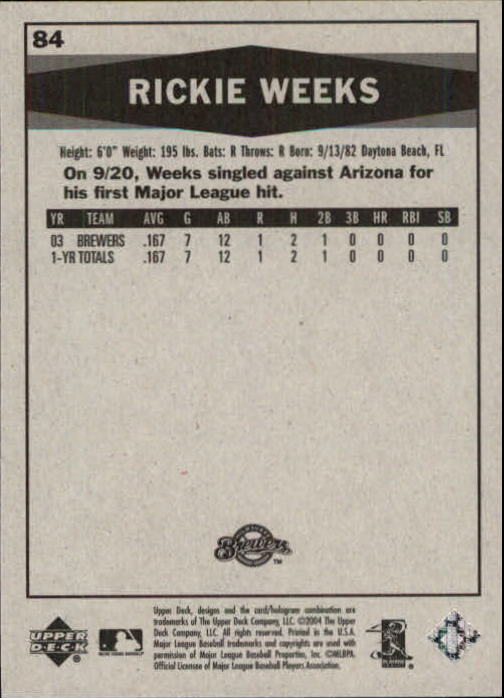 84
RICKIE WEEKS
Height: 6'0" Weight: 195 lbs. Bats: R Throws: R Born: 9/13/82 Daytona Beach, FL
On 9/20, Weeks singled against Arizona for
his first Major League hit.
YR TEAM AVG G AB R H 2B 3B HR RBI SB
03 BREWERS .167 7 12 1 2 1 0 0 0 0
1-YR TOTALS .167 7 12 1 2 1 0 0 0 0
Brewers TM
Upper Deck, designs and the card/hologram combination are
trademarks of The Upper Deck Company, LLC. ©2004 The Upper
Deck Company, LLC. All rights reserved. Printed in the U.S.A.
Major League Baseball trademarks and copyrights are used with
permission of Major League Baseball Properties, Inc. ©MLBPA.
Official Licensee of Major League Baseball Players Association.
UPPER
DECK ®